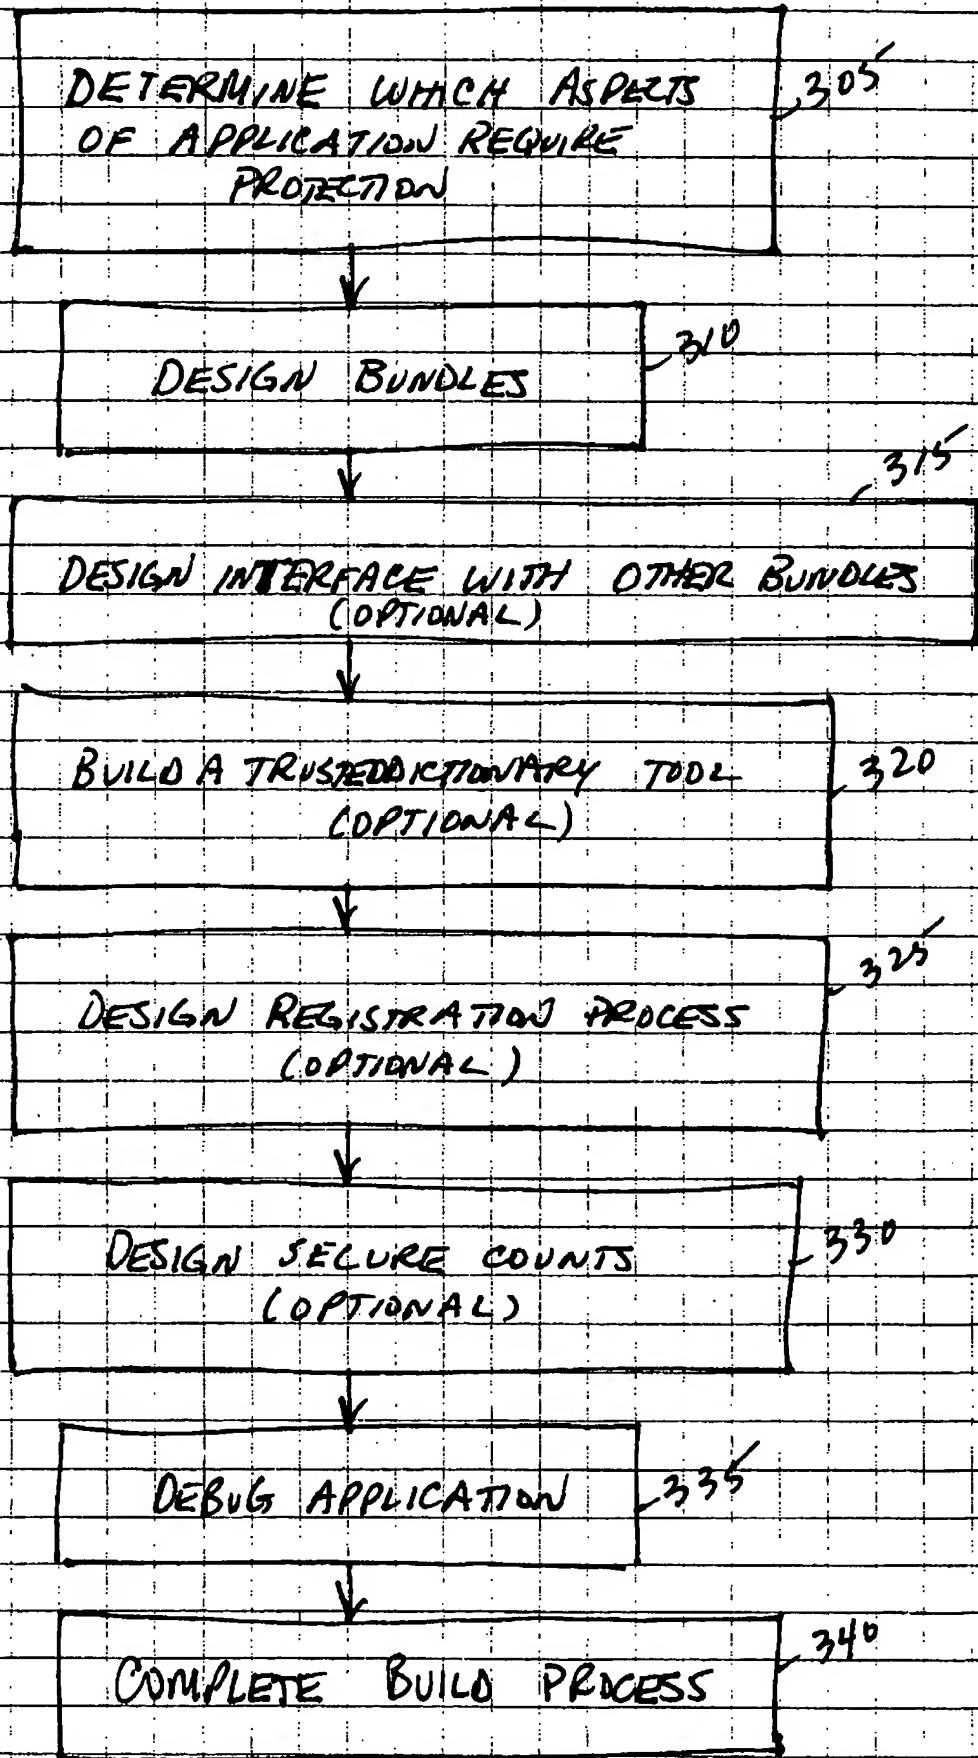 DETERMINE WHICH ASPECTS
305
OF APPLICATION REQUIRE
PROTECTION
310
DESIGN BUNDLES
315
DESIGN INTERFACE WITH OTHER BUNDLES
(OPTIONAL)
BUILD A TRUSTEDDICTIONARY TOOL
320
(OPTIONAL)
325
DESIGN REGISTRATION PROCESS
(OPTIONAL)
330
DESIGN SECURE COUNTS
(OPTIONAL)
DEBUG APPLICATION
335
340
COMPLETE BUILD PROCESS